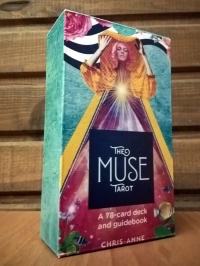 THE
MUSE
TAROT
A 78-card deck
and guidebook
CHRIS-ANNE